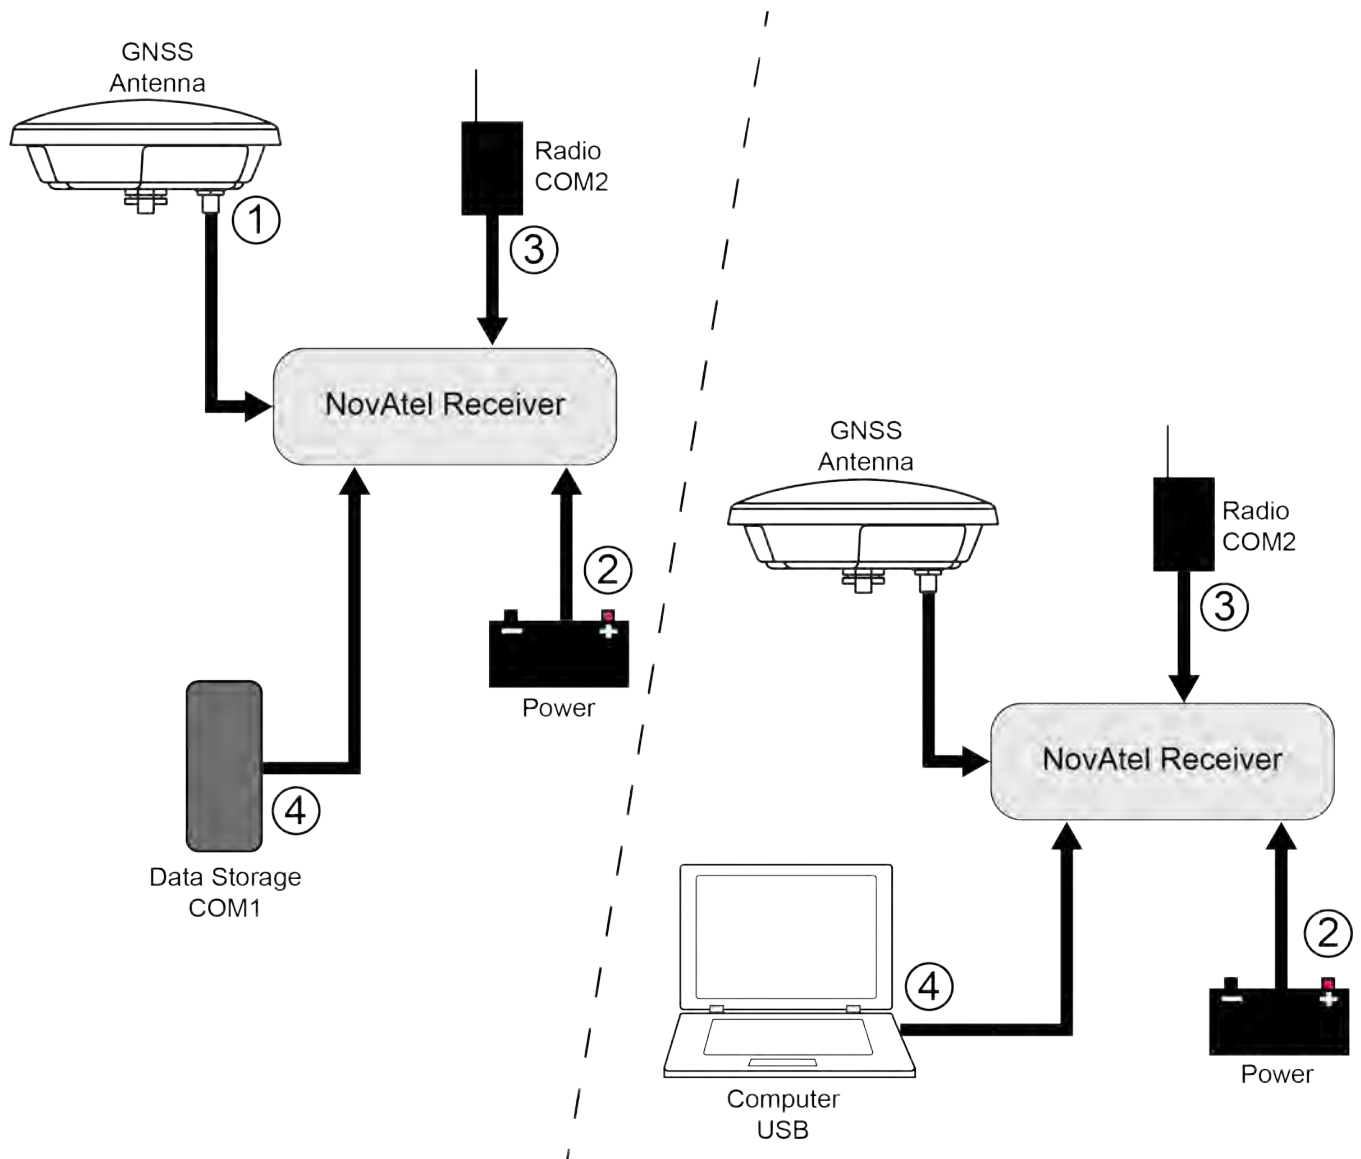 GNSS
Antenna
Radio
COM2
1
3
NovAtel Receiver
2
Power
4
Data Storage
COM1
GNSS
Antenna
Radio
COM2
3
NovAtel Receiver
2
4
Power
Computer
USB